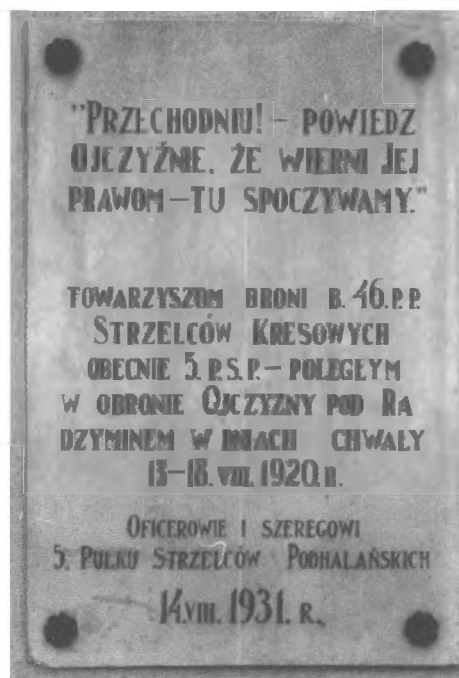 "PRZECHODNIU! – POWIEDZ
OJCZYŹNIE, ŻE WIERNI JEJ
PRAWOM – TU SPOCZYWAMY."
TOWARZYSZOM BRONI B. 46. P.P.
STRZELCÓW KRESOWYCH
OBECNIE 5. P.S.P. – POLEGŁYM
W OBRONIE OJCZYZNY POD RA
DZYMINEM W DNIACH CHWAŁY
13–18. VIII. 1920. R.
OFICEROWIE I SZEREGOWI
5. PUŁKU STRZELCÓW PODHALAŃSKICH
14. VIII. 1931. R.